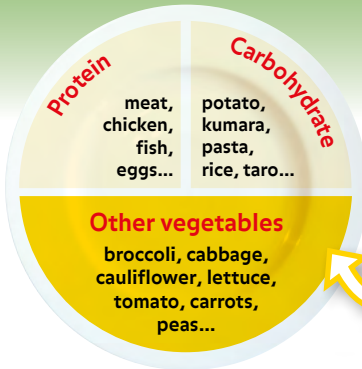 Protein
meat,
chicken,
fish,
eggs...
Carbohydrate
potato,
kumara,
pasta,
rice, taro...
Other vegetables
broccoli, cabbage,
cauliflower, lettuce,
tomato, carrots,
peas...